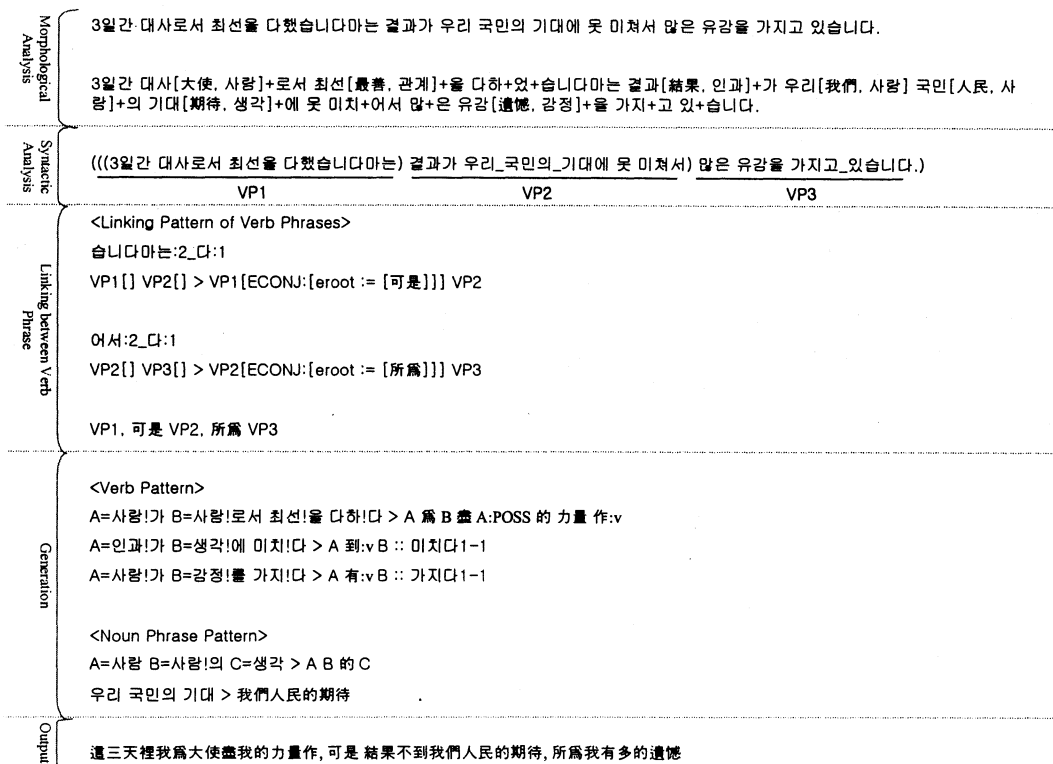 Morphological Analysis
3일간 대사로서 최선을 다했습니다마는 결과가 우리 국민의 기대에 못 미쳐서 많은 유감을 가지고 있습니다.
3일간 대사[大使, 사람]+로서 최선[最善, 관계]+을 다하+었+습니다마는 결과[結果, 인과]+가 우리[我們, 사람] 국민[人民, 사
람]+의 기대[期待, 생각]+에 못 미치+어서 많+은 유감[遺憾, 감정]+을 가지+고 있+습니다.
Syntactic Analysis
(((3일간 대사로서 최선을 다했습니다마는) 결과가 우리_국민의_기대에 못 미쳐서) 많은 유감을 가지고_있습니다.)
VP1 VP2 VP3
Linking between Verb Phrase
<Linking Pattern of Verb Phrases>
습니다마는:2_다:1
VP1[] VP2[] > VP1[ECONJ:[eroot := [可是]]] VP2
어서:2_다:1
VP2[] VP3[] > VP2[ECONJ:[eroot := [所爲]]] VP3
VP1, 可是 VP2, 所爲 VP3
Generation
<Verb Pattern>
A=사람!가 B=사람!로서 최선!을 다하!다 > A 爲 B 盡 A:POSS 的 力量 作:v
A=인과!가 B=생각!에 미치!다 > A 到:v B :: 미치다1-1
A=사람!가 B=감정!를 가지!다 > A 有:v B :: 가지다1-1
<Noun Phrase Pattern>
A=사람 B=사람!의 C=생각 > A B 的 C
우리 국민의 기대 > 我們人民的期待
Output
這三天裡我爲大使盡我的力量作, 可是 結果不到我們人民的期待, 所爲我有多的遺憾